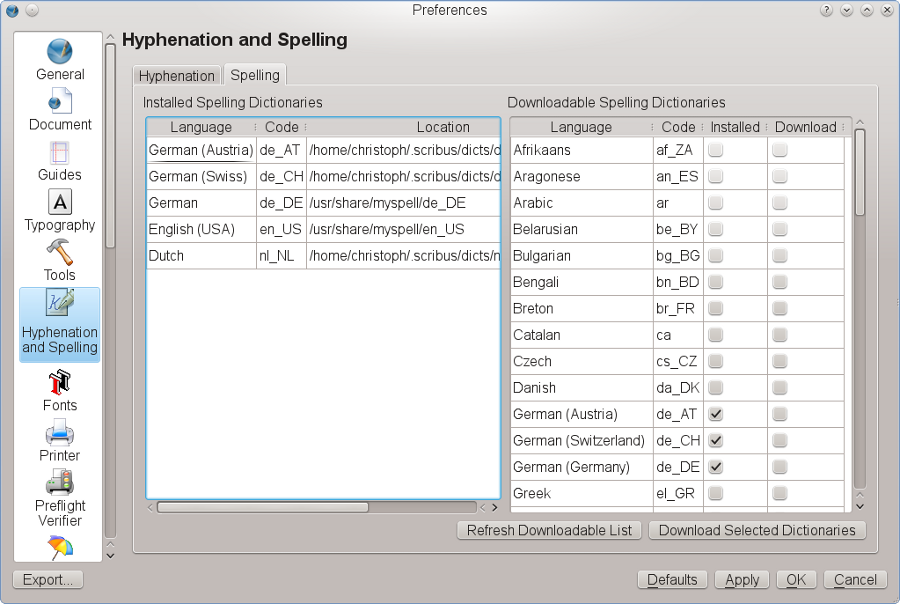 Preferences
General
Document
Guides
Typography
Tools
Hyphenation
and Spelling
Fonts
Printer
Preflight
Verifier
Export...
Hyphenation and Spelling
Hyphenation Spelling
Installed Spelling Dictionaries
Language Code Location
German (Austria) de_AT /home/christoph/.scribus/dicts/d
German (Swiss) de_CH /home/christoph/.scribus/dicts/d
German de_DE /usr/share/myspell/de_DE
English (USA) en_US /usr/share/myspell/en_US
Dutch nl_NL /home/christoph/.scribus/dicts/n
Downloadable Spelling Dictionaries
Language Code Installed Download
Afrikaans af_ZA
Aragonese an_ES
Arabic ar
Belarusian be_BY
Bulgarian bg_BG
Bengali bn_BD
Breton br_FR
Catalan ca
Czech cs_CZ
Danish da_DK
German (Austria) de_AT
German (Switzerland) de_CH
German (Germany) de_DE
Greek el_GR
Refresh Downloadable List Download Selected Dictionaries
Defaults Apply OK Cancel